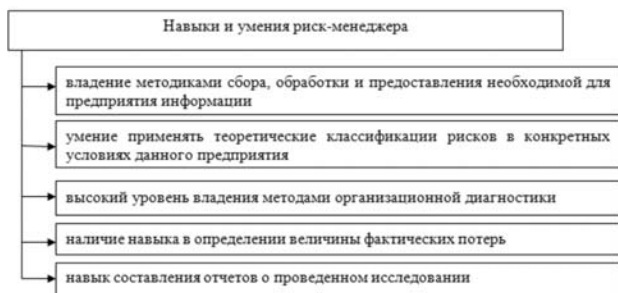 Навыки и умения риск-менеджера
владение методиками сбора, обработки и предоставления необходимой для
предприятия информации
умение применять теоретические классификации рисков в конкретных
условиях данного предприятия
высокий уровень владения методами организационной диагностики
наличие навыка в определении величины фактических потерь
навык составления отчетов о проведенном исследовании